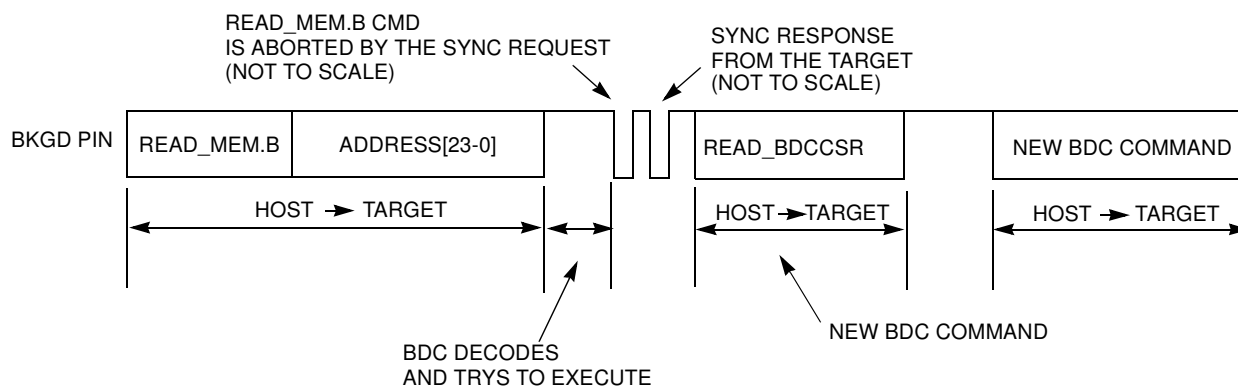 READ_MEM.B CMD
IS ABORTED BY THE SYNC REQUEST
(NOT TO SCALE)
SYNC RESPONSE
FROM THE TARGET
(NOT TO SCALE)
BKGD PIN
READ_MEM.B
ADDRESS[23-0]
READ_BDCCSR
NEW BDC COMMAND
HOST → TARGET
HOST → TARGET
HOST → TARGET
BDC DECODES
AND TRYS TO EXECUTE
NEW BDC COMMAND